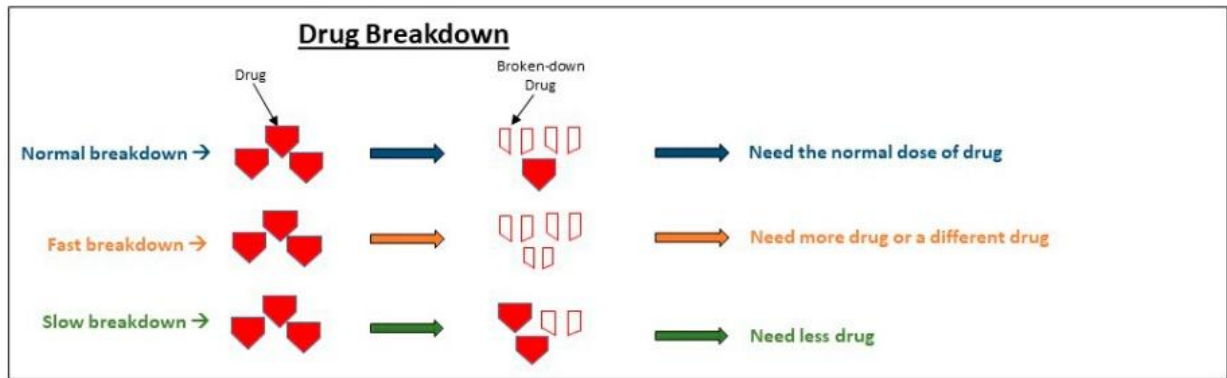 Drug Breakdown
Drug
Broken-down
Drug
Normal breakdown →
Need the normal dose of drug
Fast breakdown →
Need more drug or a different drug
Slow breakdown →
Need less drug